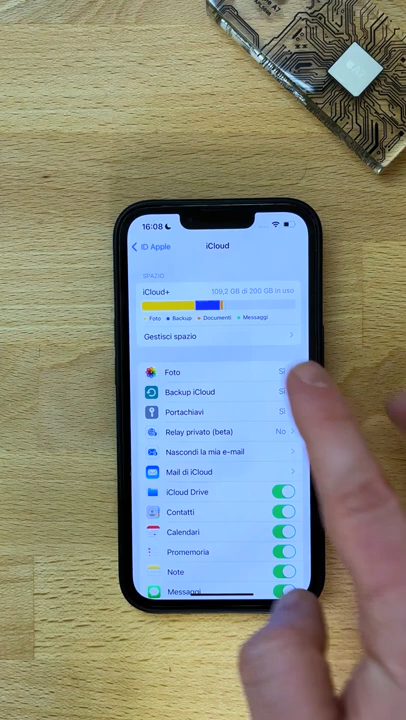 16:08
ID Apple
iCloud
SPAZIO
iCloud+ 109,2 GB di 200 GB in uso
Foto Backup Documenti Messaggi
Gestisci spazio
Foto Sì
Backup iCloud Sì
Portachiavi Sì
Relay privato (beta) No
Nascondi la mia e-mail
Mail di iCloud
iCloud Drive
Contatti
Calendari
Promemoria
Note
Messaggi